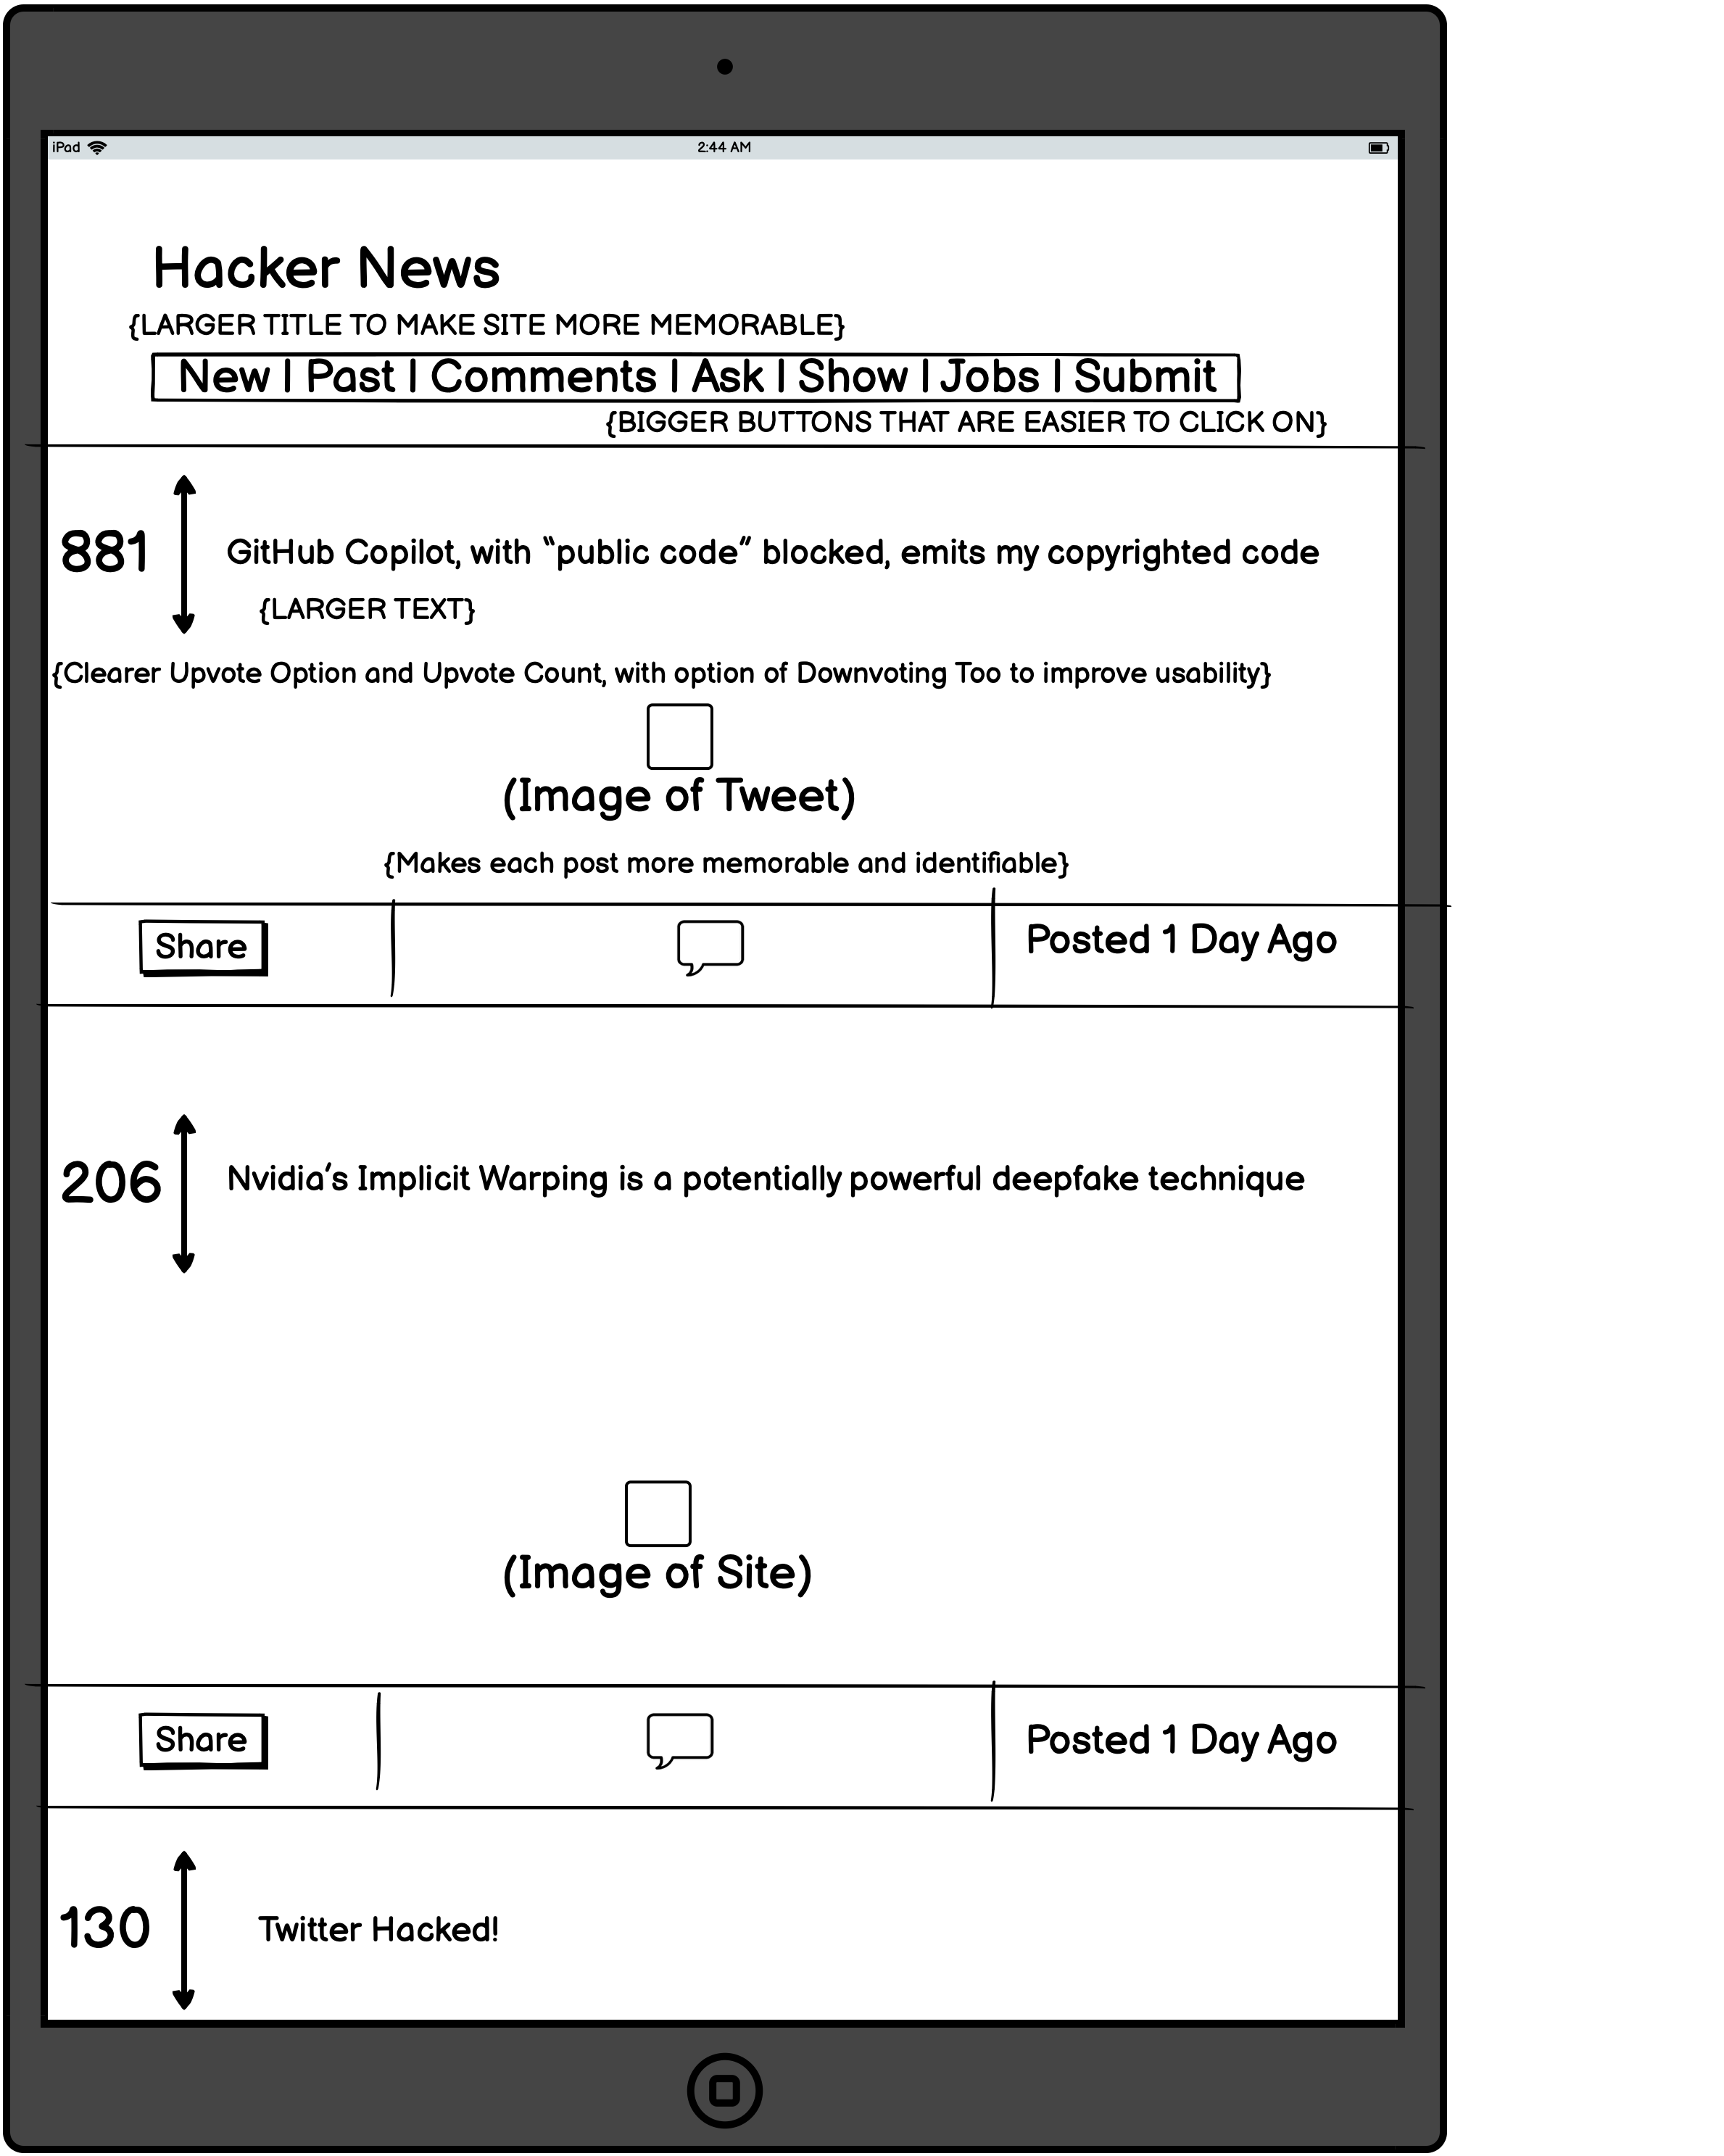 iPad 2:44 AM
Hacker News
{LARGER TITLE TO MAKE SITE MORE MEMORABLE}
New | Past | Comments | Ask | Show | Jobs | Submit
{BIGGER BUTTONS THAT ARE EASIER TO CLICK ON}
881 GitHub Copilot, with “public code” blocked, emits my copyrighted code
{LARGER TEXT}
{Clearer Upvote Option and Upvote Count, with option of Downvoting Too to improve usability}
(Image of Tweet)
{Makes each post more memorable and identifiable}
Share Posted 1 Day Ago
206 Nvidia's Implicit Warping is a potentially powerful deepfake technique
(Image of Site)
Share Posted 1 Day Ago
130 Twitter Hacked!